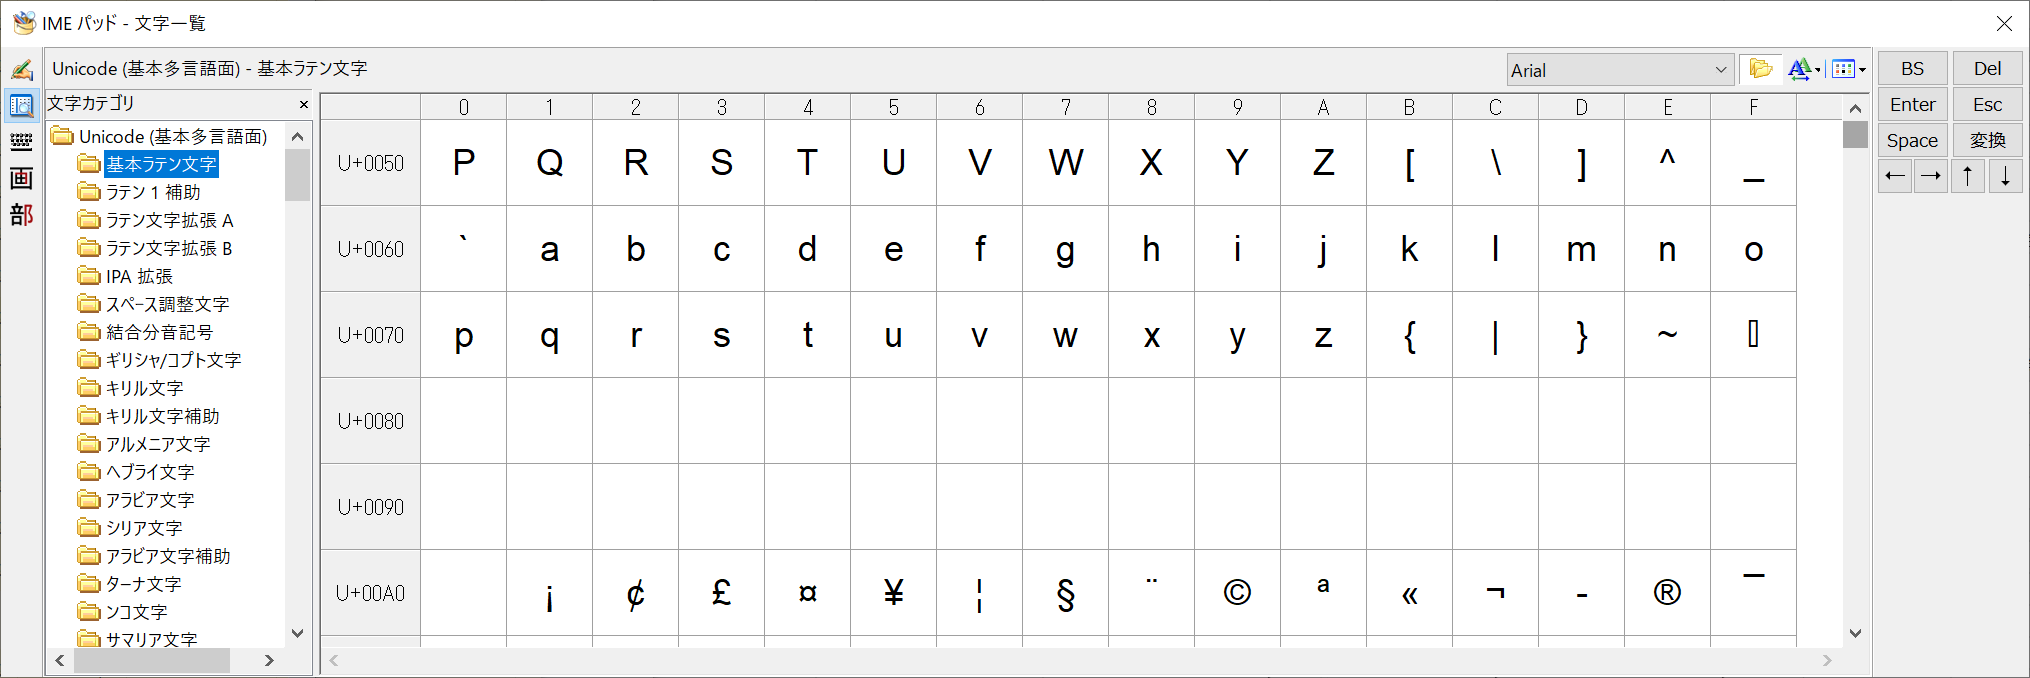 IME パッド - 文字一覧
Unicode (基本多言語面) - 基本ラテン文字
Arial
文字カテゴリ
Unicode (基本多言語面)
基本ラテン文字
ラテン 1 補助
ラテン文字拡張 A
ラテン文字拡張 B
IPA 拡張
スペース調整文字
結合分音記号
ギリシャ/コプト文字
キリル文字
キリル文字補助
アルメニア文字
ヘブライ文字
アラビア文字
シリア文字
アラビア文字補助
ターナ文字
ンコ文字
サマリア文字
画
部
0 1 2 3 4 5 6 7 8 9 A B C D E F
U+0050 P Q R S T U V W X Y Z [ \ ] ^ _
U+0060 ` a b c d e f g h i j k l m n o
U+0070 p q r s t u v w x y z { | } ~ ▯
U+0080
U+0090
U+00A0 ¡ ¢ £ ¤ ¥ ¦ § ¨ © ª « ¬ - ® ¯
BS Del
Enter Esc
Space 変換
← → ↑ ↓